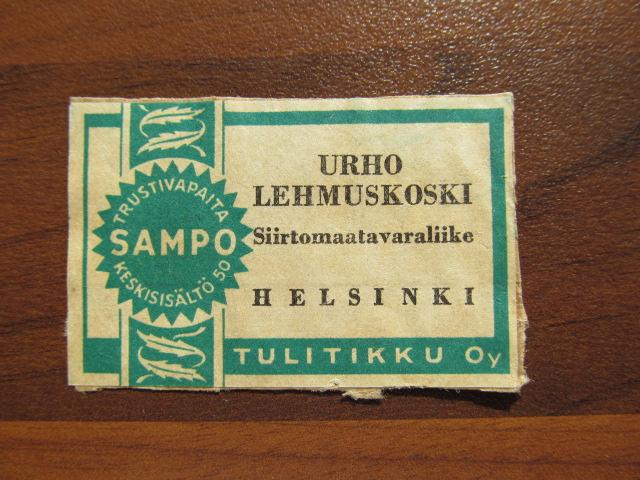 TRUSTIVAPAITA
SAMPO
KESKISISÄLTÖ 50
URHO
LEHMUSKOSKI
Siirtomaatavaraliike
HELSINKI
TULITIKKU Oy